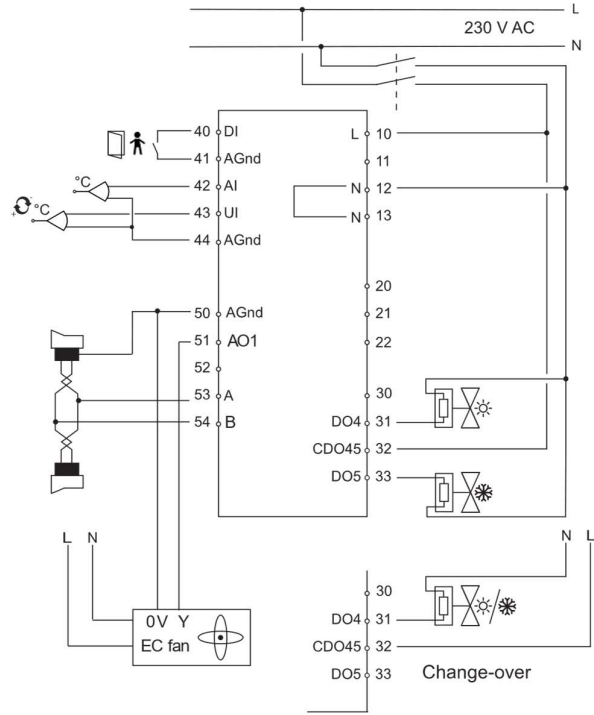 L
230 V AC
N
40 DI
L 10
41 AGnd
11
°C
42 AI
N 12
°C
43 UI
N 13
44 AGnd
20
50 AGnd
21
51 AO1
22
52
53 A
30
54 B
DO4 31
CDO45 32
DO5 33
L N
N L
30
0V Y
DO4 31
EC fan
CDO45 32
DO5 33
Change-over